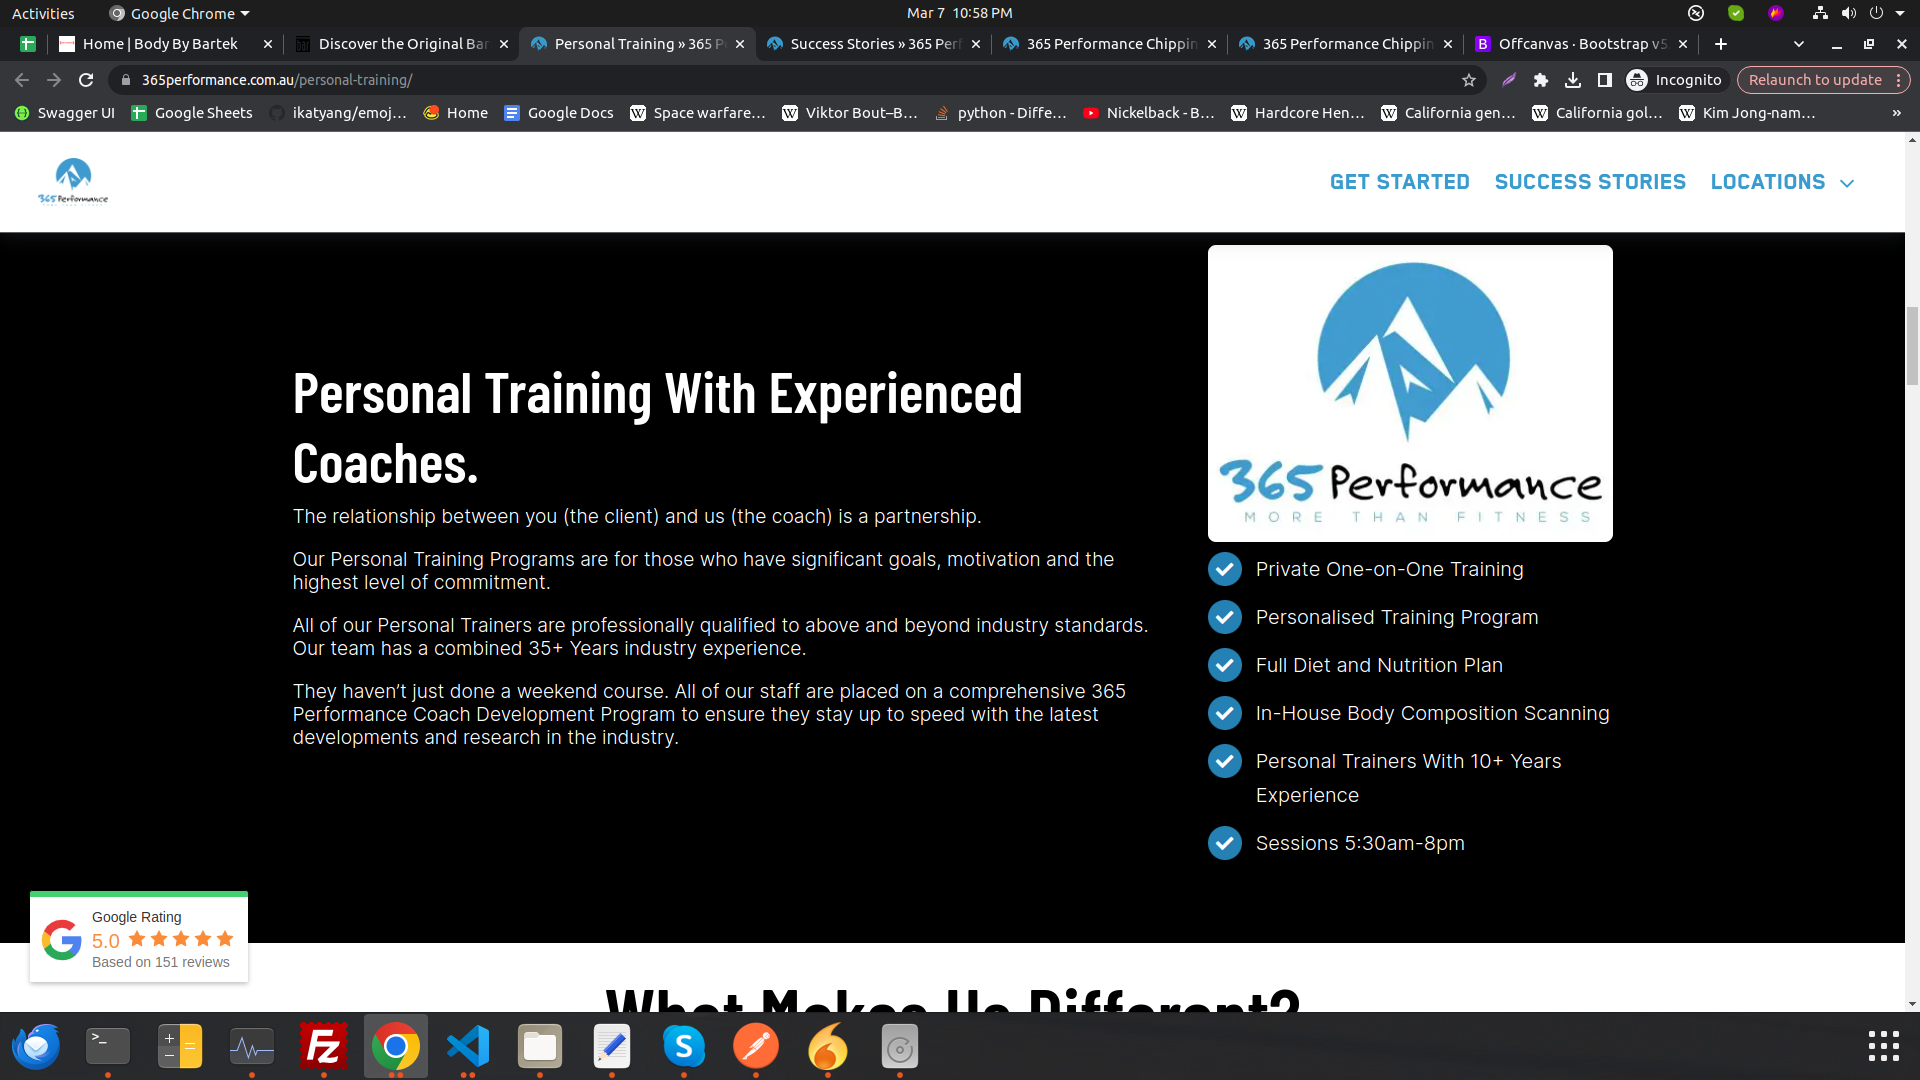 Activities
Google Chrome
Mar 7 10:58 PM
Home | Body By Bartek
Discover the Original Bar
Personal Training » 365 P
Success Stories » 365 Perf
365 Performance Chippin
365 Performance Chippin
Offcanvas · Bootstrap v5
365performance.com.au/personal-training/
Incognito
Relaunch to update
Swagger UI
Google Sheets
ikatyang/emoj...
Home
Google Docs
Space warfare...
Viktor Bout–B...
python - Diffe...
Nickelback - B...
Hardcore Hen...
California gen...
California gol...
Kim Jong-nam...
»
365 Performance
GET STARTED
SUCCESS STORIES
LOCATIONS
365 Performance
MORE THAN FITNESS
Personal Training With Experienced
Coaches.
The relationship between you (the client) and us (the coach) is a partnership.
Our Personal Training Programs are for those who have significant goals, motivation and the
highest level of commitment.
All of our Personal Trainers are professionally qualified to above and beyond industry standards.
Our team has a combined 35+ Years industry experience.
They haven’t just done a weekend course. All of our staff are placed on a comprehensive 365
Performance Coach Development Program to ensure they stay up to speed with the latest
developments and research in the industry.
Private One-on-One Training
Personalised Training Program
Full Diet and Nutrition Plan
In-House Body Composition Scanning
Personal Trainers With 10+ Years
Experience
Sessions 5:30am-8pm
Google Rating
5.0
Based on 151 reviews
What Makes Us Different?